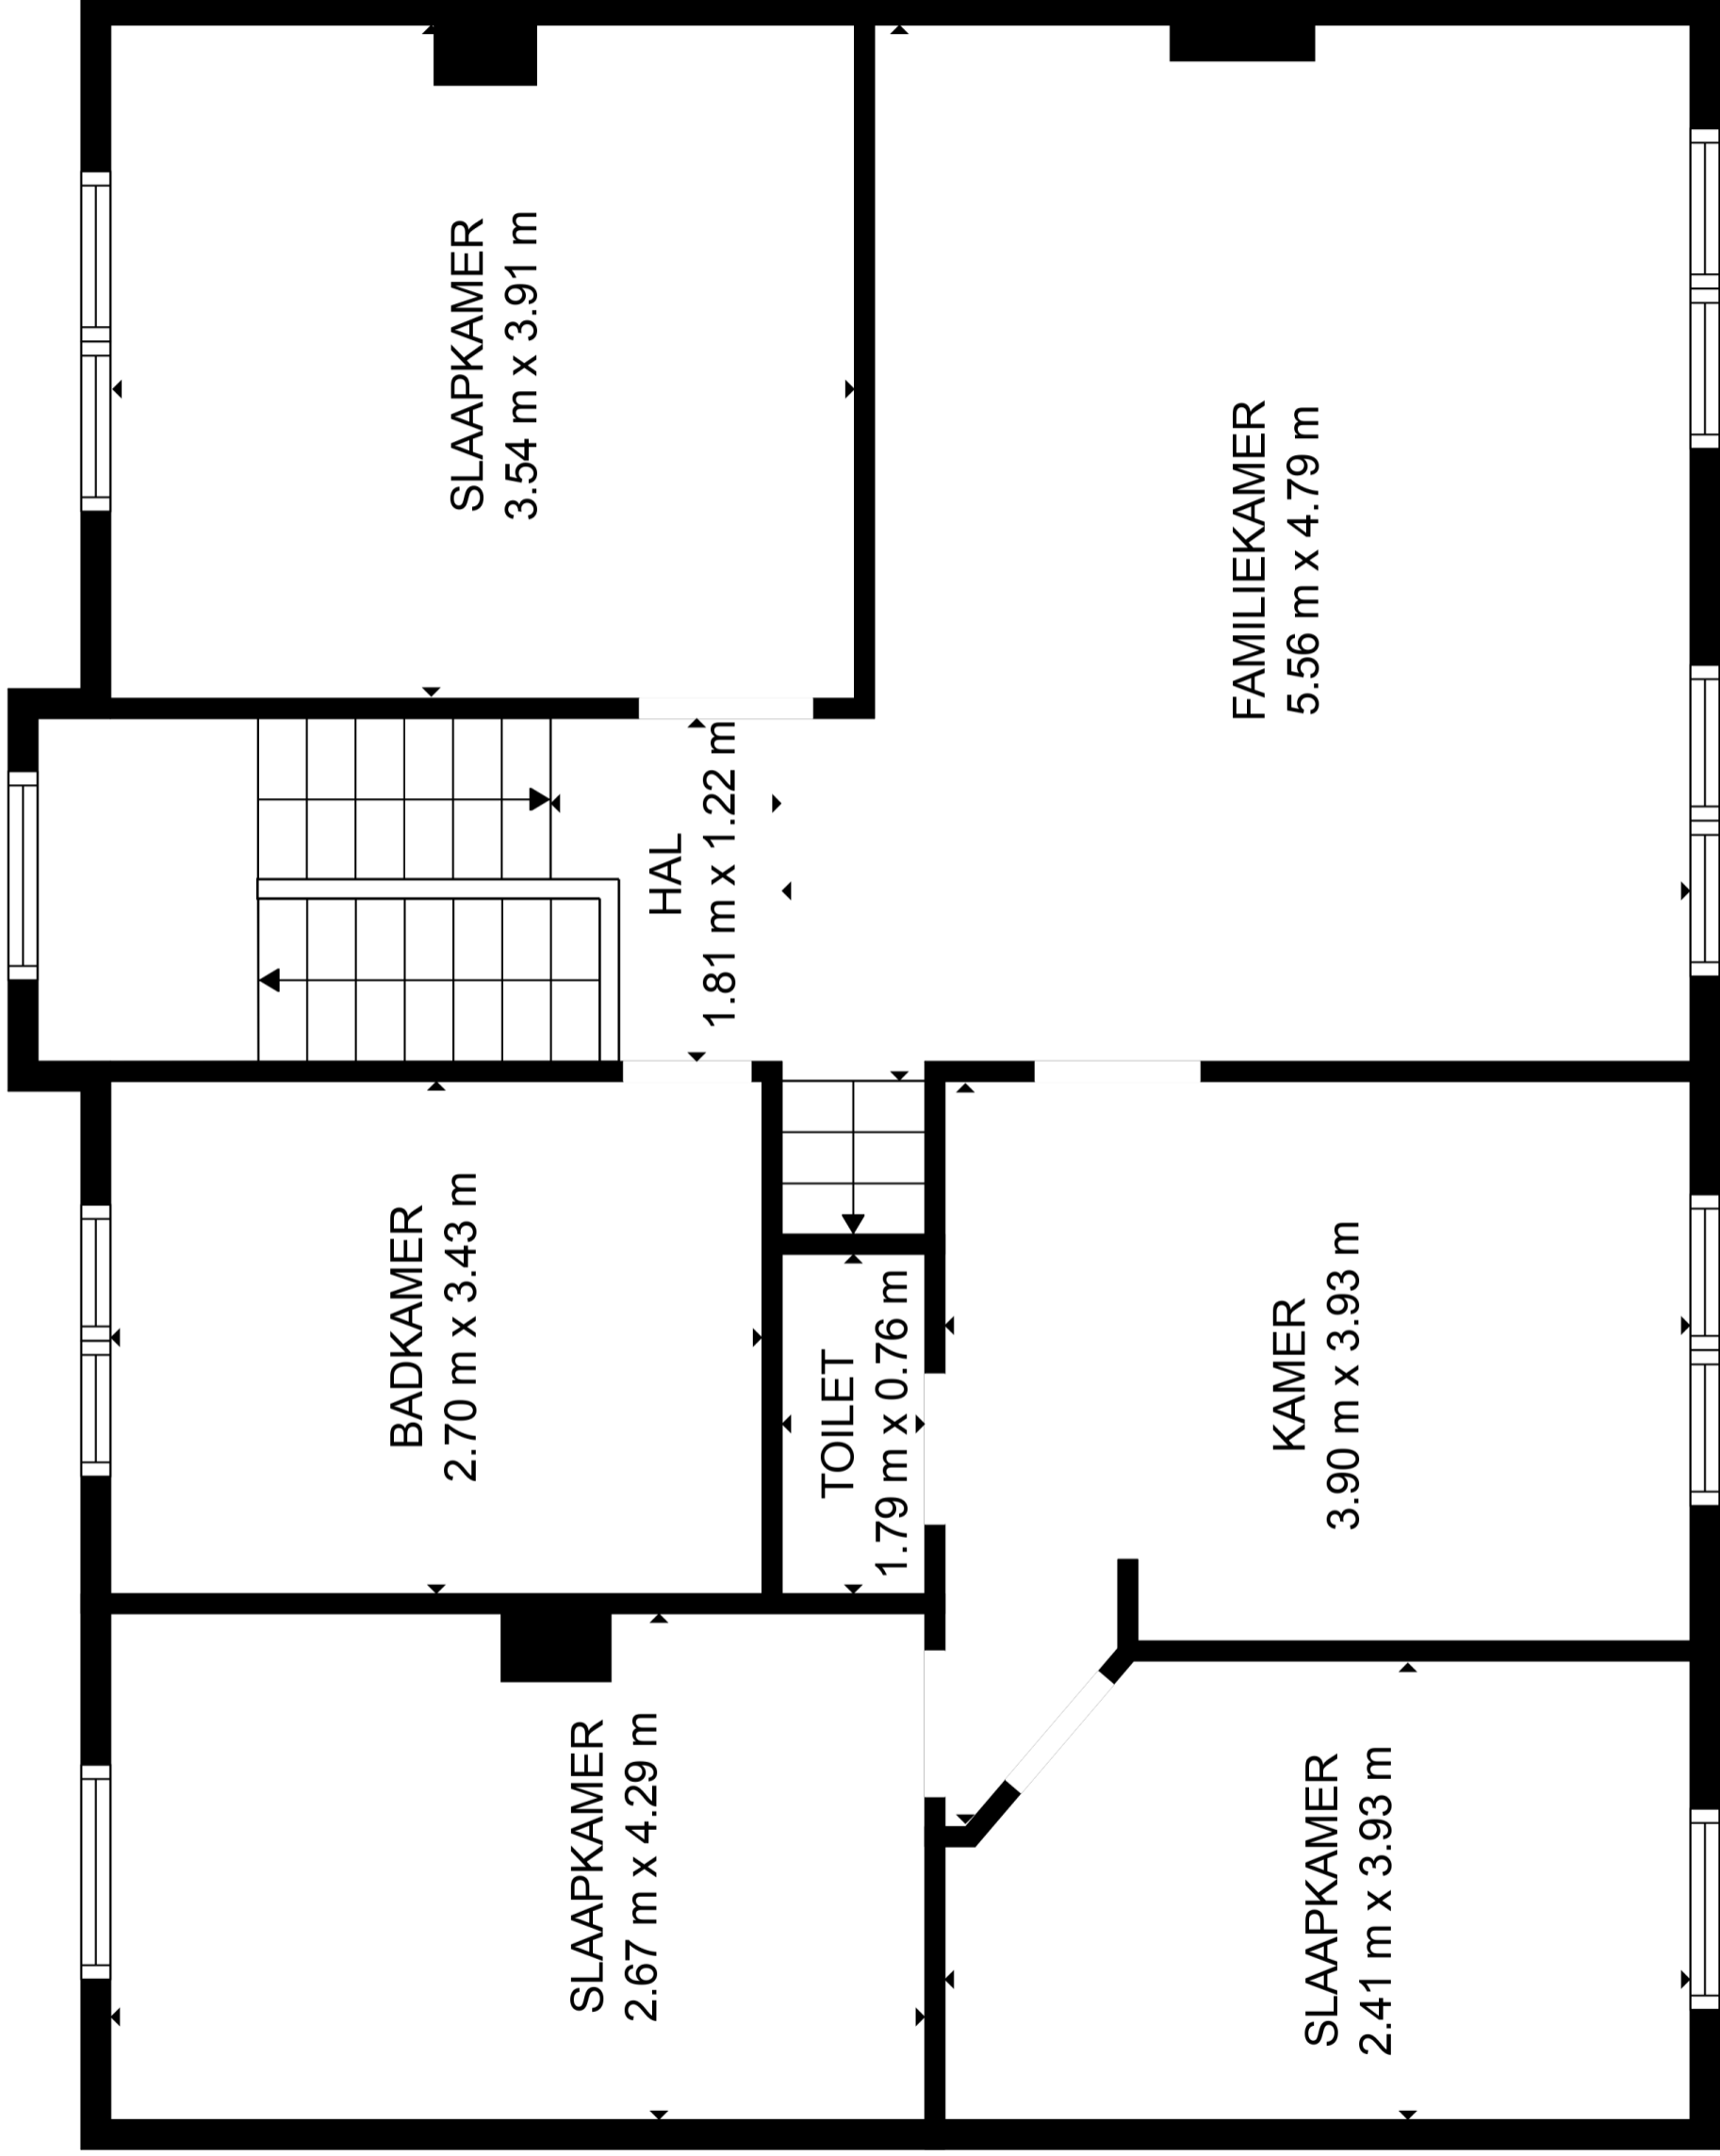 SLAAPKAMER
3.54 m x 3.91 m
FAMILIEKAMER
5.56 m x 4.79 m
HAL
1.81 m x 1.22 m
BADKAMER
2.70 m x 3.43 m
TOILET
1.79 m x 0.76 m
KAMER
3.90 m x 3.93 m
SLAAPKAMER
2.67 m x 4.29 m
SLAAPKAMER
2.41 m x 3.93 m